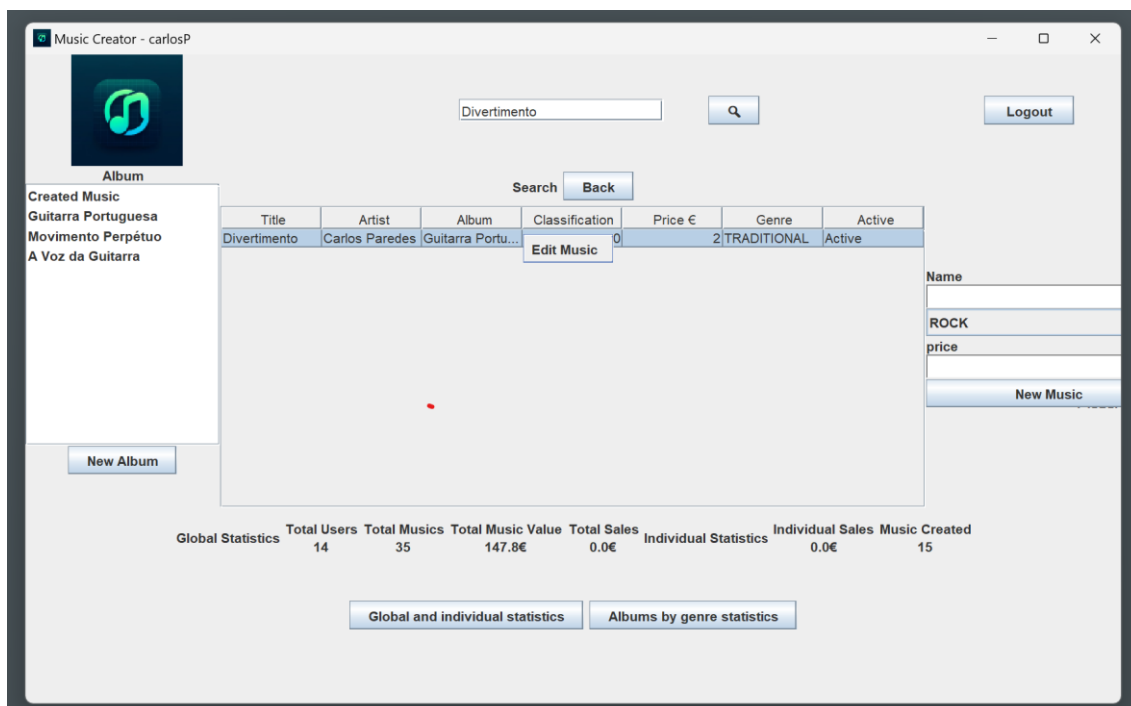 Music Creator - carlosP
Divertimento
Logout
Album
Search Back
Created Music
Guitarra Portuguesa
Movimento Perpétuo
A Voz da Guitarra
New Album
Title Artist Album Classification Price € Genre Active
Divertimento Carlos Paredes Guitarra Portu... 0 2 TRADITIONAL Active
Edit Music
Name
ROCK
price
New Music
Global Statistics
Total Users Total Musics Total Music Value Total Sales
14 35 147.8€ 0.0€
Individual Statistics
Individual Sales Music Created
0.0€ 15
Global and individual statistics Albums by genre statistics